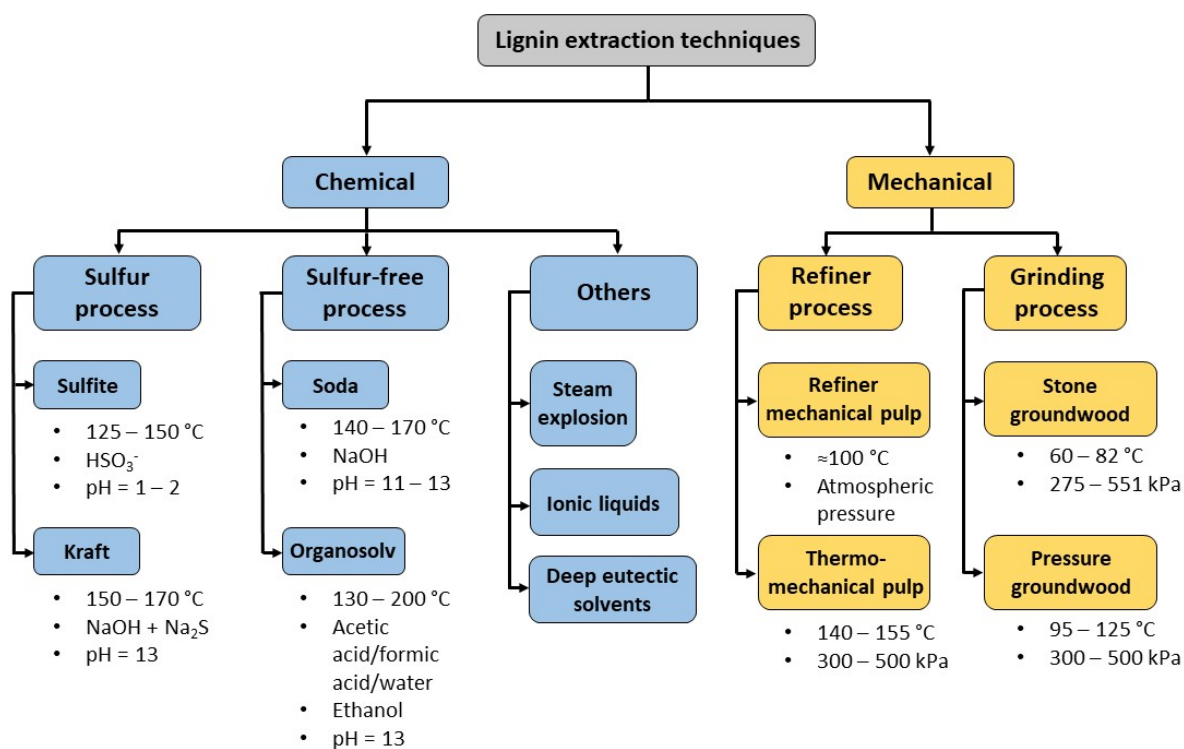 Lignin extraction techniques
Chemical
Mechanical
Sulfur
process
Sulfur-free
process
Others
Refiner
process
Grinding
process
Sulfite
• 125 – 150 °C
• HSO₃⁻
• pH = 1 – 2
Kraft
• 150 – 170 °C
• NaOH + Na₂S
• pH = 13
Soda
• 140 – 170 °C
• NaOH
• pH = 11 – 13
Organosolv
• 130 – 200 °C
• Acetic
acid/formic
acid/water
• Ethanol
• pH = 13
Steam
explosion
Ionic liquids
Deep eutectic
solvents
Refiner
mechanical pulp
• ≈100 °C
• Atmospheric
pressure
Thermo-
mechanical pulp
• 140 – 155 °C
• 300 – 500 kPa
Stone
groundwood
• 60 – 82 °C
• 275 – 551 kPa
Pressure
groundwood
• 95 – 125 °C
• 300 – 500 kPa